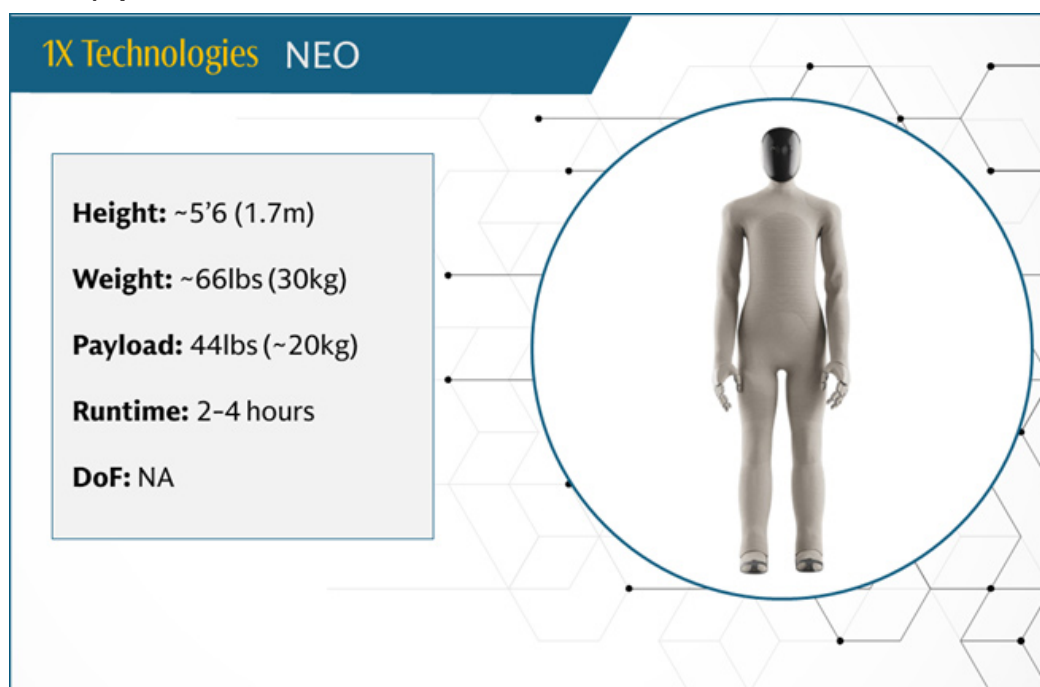 1X Technologies NEO
Height: ~5’6 (1.7m)
Weight: ~66lbs (30kg)
Payload: 44lbs (~20kg)
Runtime: 2–4 hours
DoF: NA